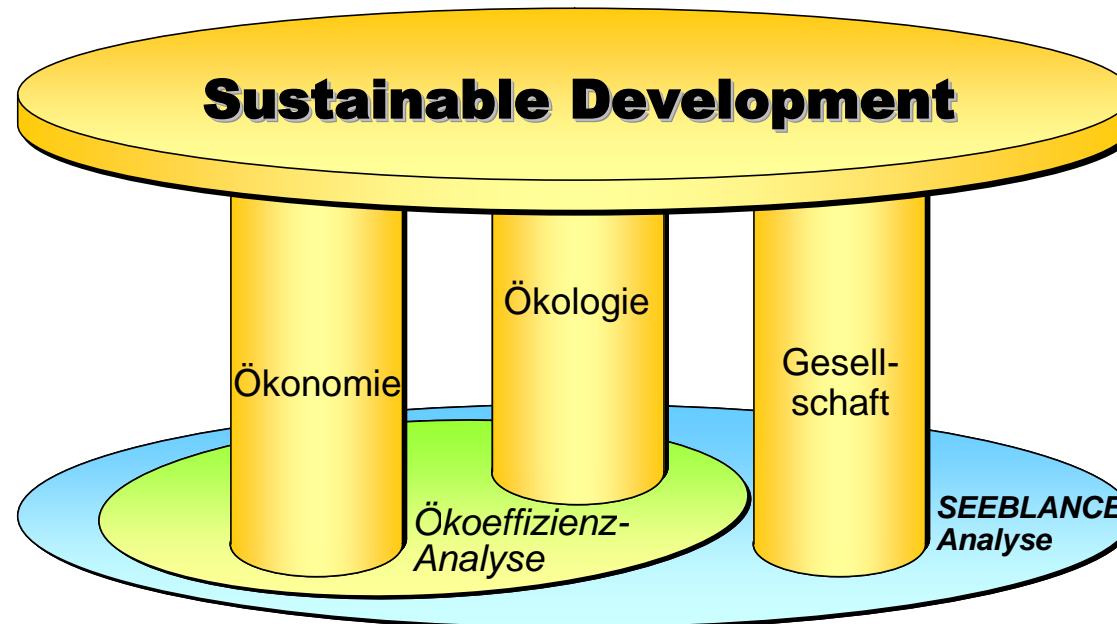 Sustainable Development
Ökologie
Ökonomie
Gesell-
schaft
Ökoeffizienz-
Analyse
SEEBLANCE
Analyse